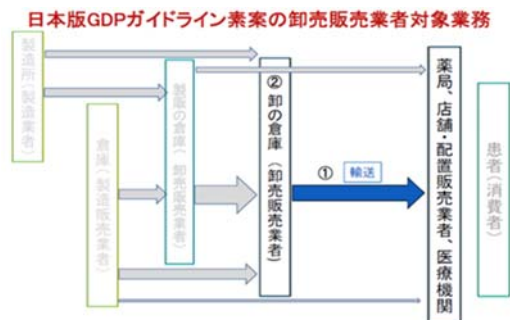 日本版GDPガイドライン素案の卸売販売業者対象業務
製造所（製造業者）
倉庫（製造販売業者）
製販の倉庫（　卸売販売業者）
② 卸の倉庫　（卸売販売業者）
① 輸送
薬局、店舗・配置販売業者、医療機関
患者（消費者）